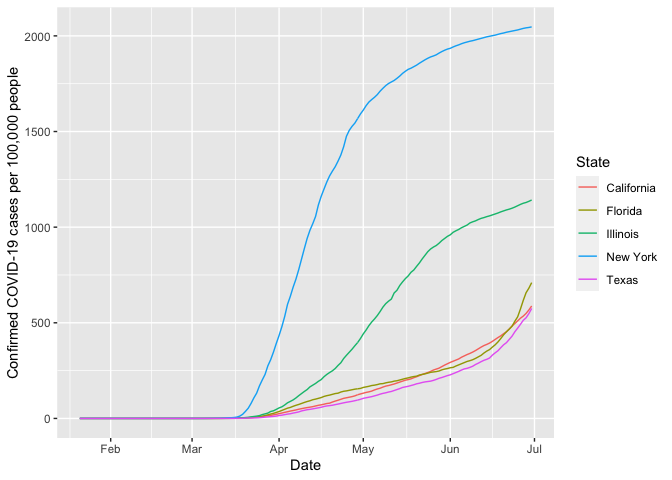 Confirmed COVID-19 cases per 100,000 people
2000
1500
1000
500
0
Feb Mar Apr May Jun Jul
Date
State
California
Florida
Illinois
New York
Texas